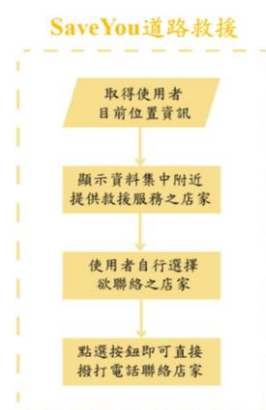 SaveYou道路救援
取得使用者
目前位置資訊
顯示資料集中附近
提供救援服務之店家
使用者自行選擇
欲聯絡之店家
點選按鈕即可直接
撥打電話聯絡店家